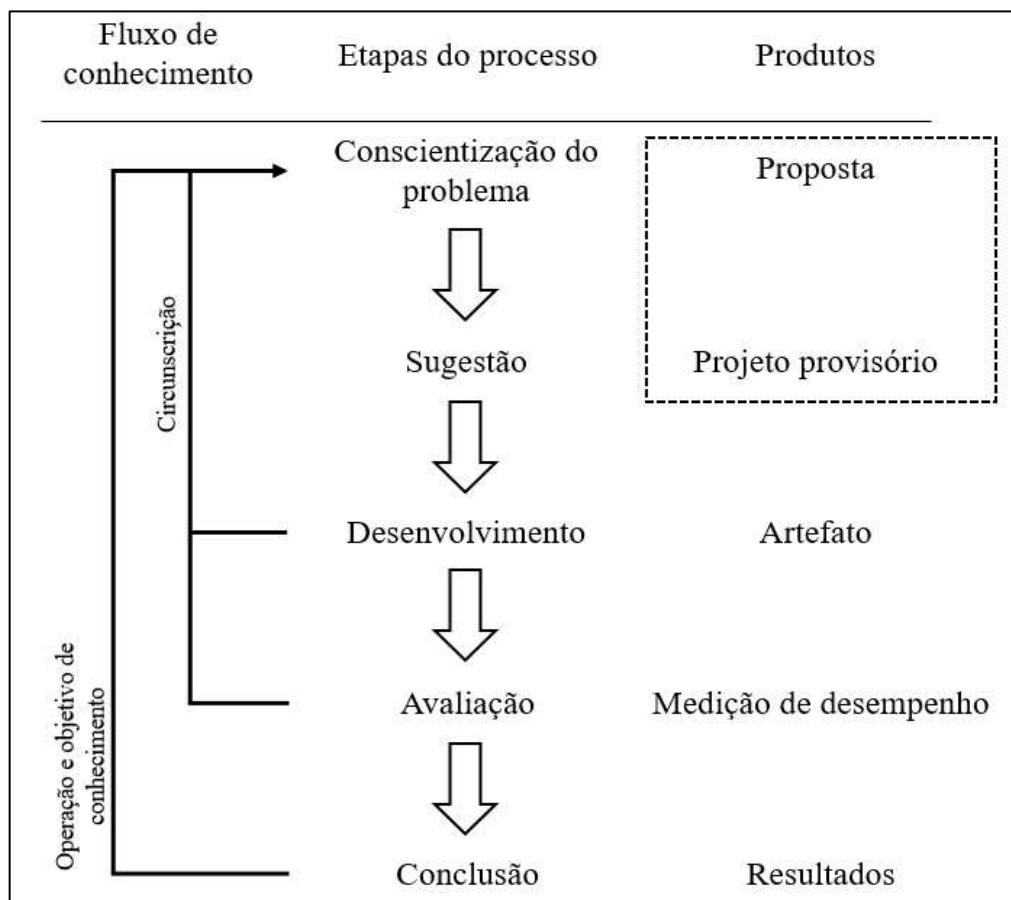 Fluxo de
conhecimento
Etapas do processo
Produtos
Conscientização do
problema
Proposta
Circunscrição
Sugestão
Projeto provisório
Desenvolvimento
Artefato
Operação e objetivo de
conhecimento
Avaliação
Medição de desempenho
Conclusão
Resultados